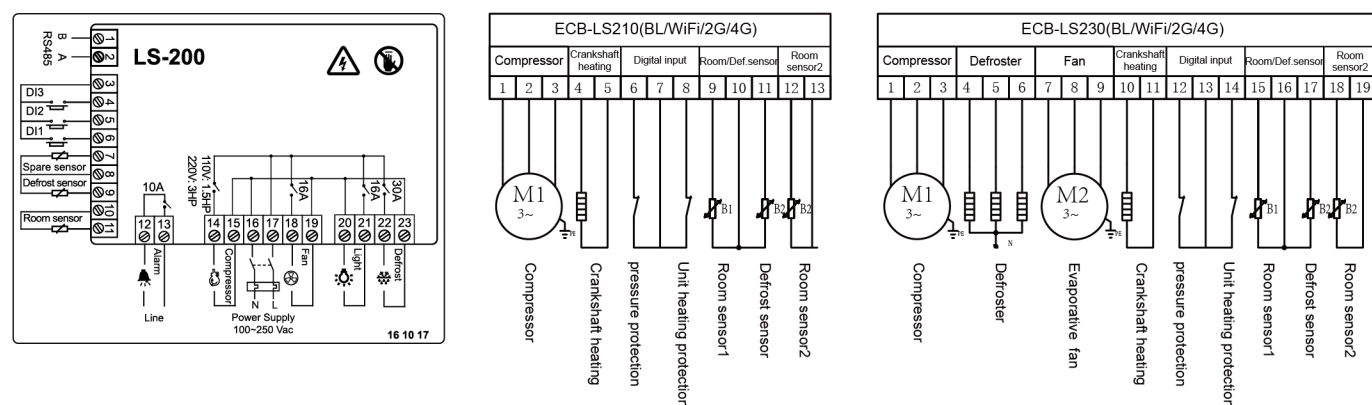 LS-200
B
A
RS485
1
2
3
4
5
6
7
8
9
10
11
DI3
DI2
DI1
Spare sensor
Defrost sensor
Room sensor
10A
110V: 1.5HP
220V: 3HP
16A
16A
30A
12 13
14 15 16 17 18 19
20 21 22 23
Alarm
Compressor
Fan
Light
Defrost
N L
Line
Power Supply
100~250 Vac
16 10 17
ECB-LS210(BL/WiFi/2G/4G)
Compressor
Crankshaft
heating
Digital input
Room/Def.sensor
Room
sensor2
1 2 3 4 5 6 7 8 9 10 11 12 13
M1
3~
PE
B1
B2
B2
Compressor
Crankshaft heating
pressure protection
Unit heating protection
Room sensor1
Defrost sensor
Room sensor2
ECB-LS230(BL/WiFi/2G/4G)
Compressor
Defroster
Fan
Crankshaft
heating
Digital input
Room/Def.sensor
Room
sensor2
1 2 3 4 5 6 7 8 9 10 11 12 13 14 15 16 17 18 19
M1
3~
PE
N
M2
3~
PE
B1
B2
B2
Compressor
Defroster
Evaporative fan
Crankshaft heating
pressure protection
Unit heating protection
Room sensor1
Defrost sensor
Room sensor2